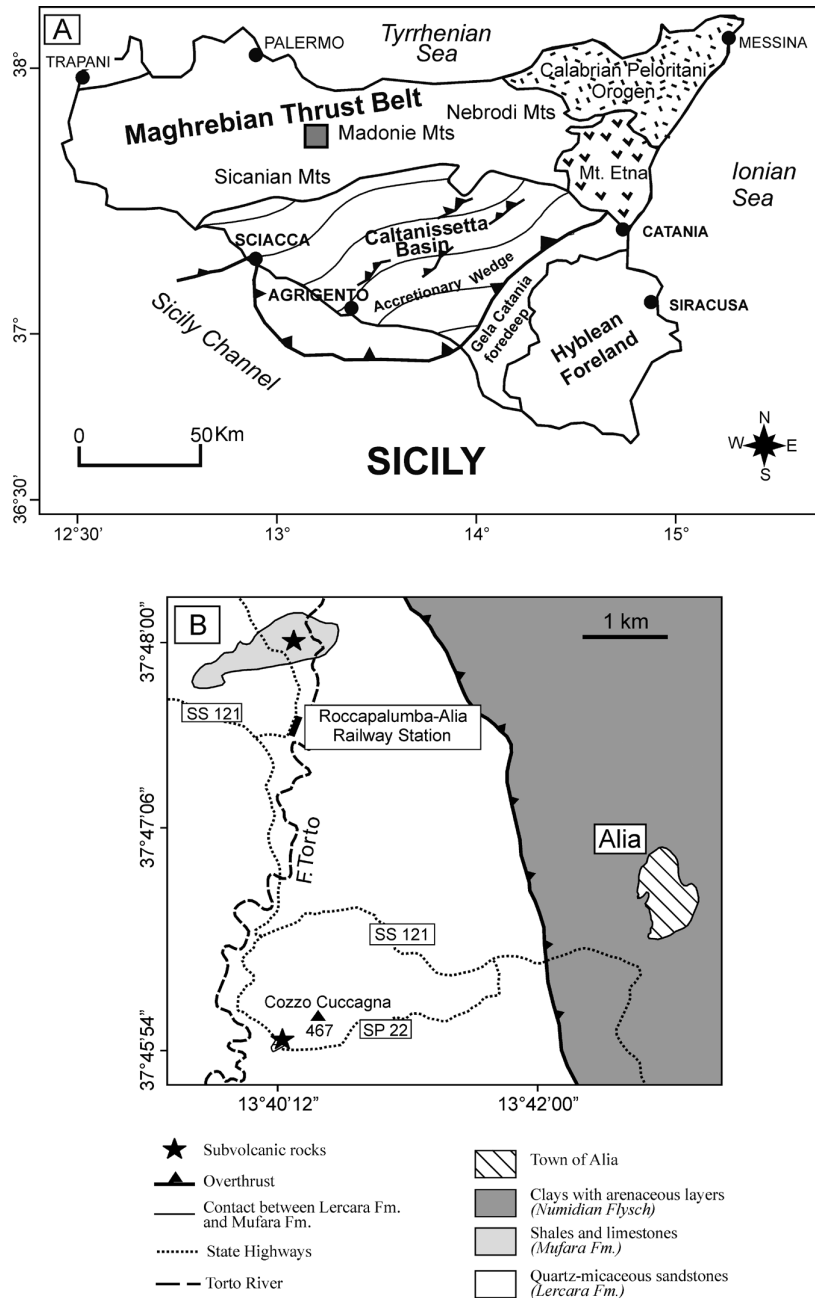 A
Tyrrhenian
Sea
PALERMO
MESSINA
TRAPANI
38°
Calabrian Peloritani
Orogen
Maghrebian Thrust Belt
Nebrodi Mts
Madonie Mts
Mt. Etna
Ionian
Sea
Sicanian Mts
Caltanissetta
Basin
SCIACCA
CATANIA
Accretionary Wedge
AGRIGENTO
Gela Catania
foredeep
SIRACUSA
37°
Sicily Channel
Hyblean
Foreland
0
50 Km
SICILY
N
W
E
S
36°30'
12°30'
13°
14°
15°
B
1 km
37°48'00”
SS 121
Roccapalumba-Alia
Railway Station
37°47'06”
F.Torto
Alia
SS 121
Cozzo Cuccagna
467
SP 22
37°45'54”
13°40'12”
13°42'00”
Subvolcanic rocks
Overthrust
Contact between Lercara Fm.
and Mufara Fm.
State Highways
Torto River
Town of Alia
Clays with arenaceous layers
(Numidian Flysch)
Shales and limestones
(Mufara Fm.)
Quartz-micaceous sandstones
(Lercara Fm.)